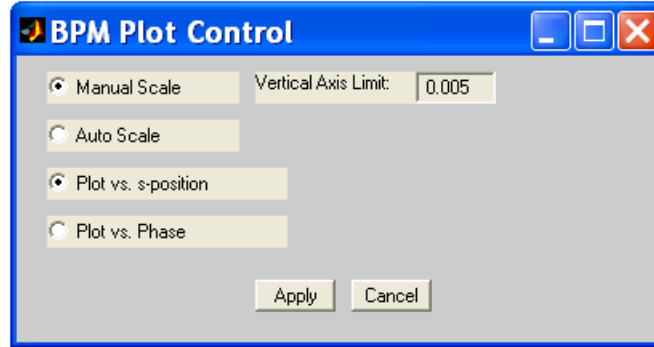 BPM Plot Control
Manual Scale Vertical Axis Limit: 0.005
Auto Scale
Plot vs. s-position
Plot vs. Phase
Apply Cancel